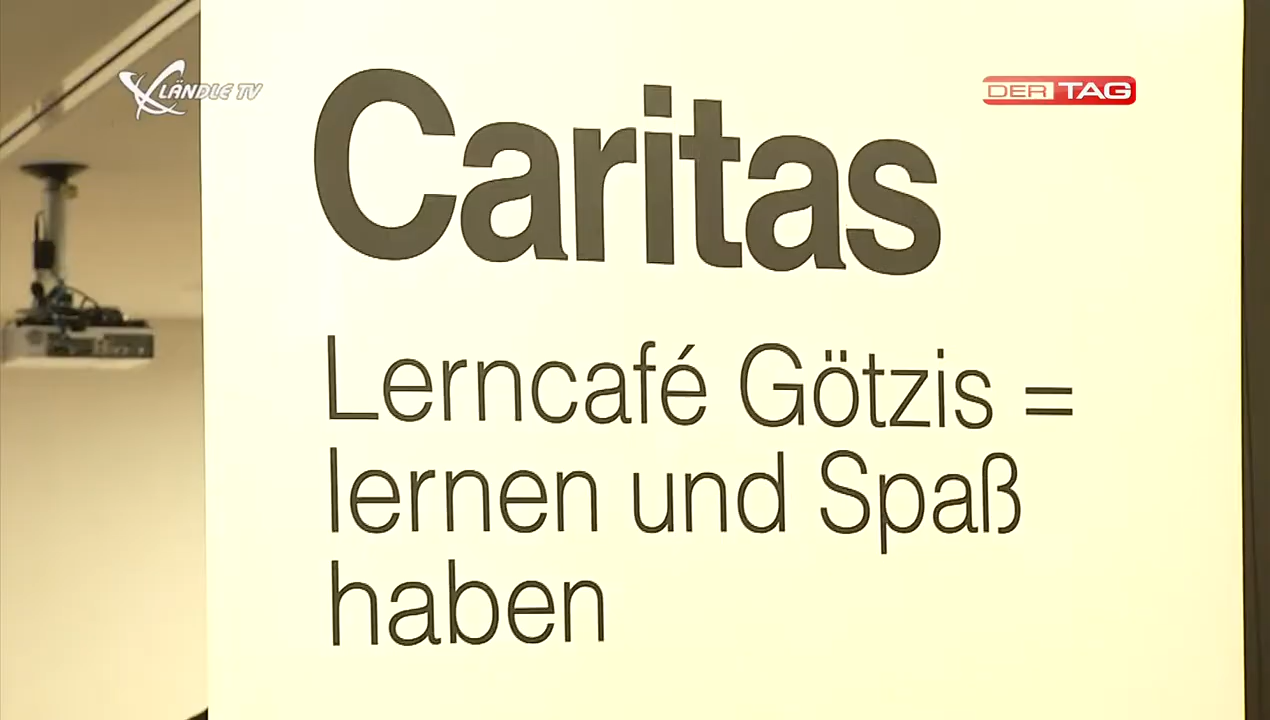 LÄNDLE TV
DER TAG
Caritas
Lerncafé Götzis =
lernen und Spaß
haben